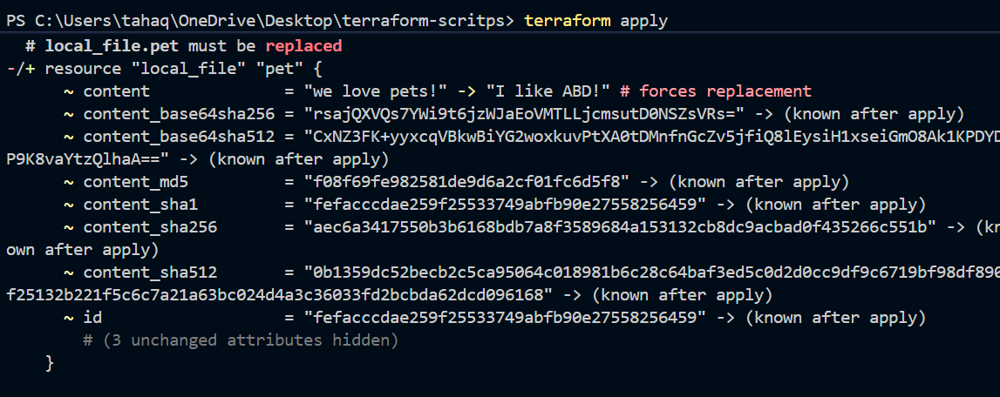 PS C:\Users\tahaq\OneDrive\Desktop\terraform-scritps> terraform apply
# local_file.pet must be replaced
-/+ resource "local_file" "pet" {
~ content = "we love pets!" -> "I like ABD!" # forces replacement
~ content_base64sha256 = "rsajQXVQs7YWi9t6jzWJaEoVMTLLjcmsutD0NSZsVRs=" -> (known after apply)
~ content_base64sha512 = "CxNZ3FK+yyxcqVBkwBiYG2woxkuvPtXA0tDMnfnGcZv5jfiQ8lEysiH1xseiGmO8Ak1KPDYD
P9K8vaYtzQlhaA==" -> (known after apply)
~ content_md5 = "f08f69fe982581de9d6a2cf01fc6d5f8" -> (known after apply)
~ content_sha1 = "fefacccdae259f25533749abfb90e27558256459" -> (known after apply)
~ content_sha256 = "aec6a3417550b3b6168bdb7a8f3589684a153132cb8dc9acbad0f435266c551b" -> (kn
own after apply)
~ content_sha512 = "0b1359dc52becb2c5ca95064c018981b6c28c64baf3ed5c0d2d0cc9df9c6719bf98df890
f25132b221f5c6c7a21a63bc024d4a3c36033fd2bcbda62dcd096168" -> (known after apply)
~ id = "fefacccdae259f25533749abfb90e27558256459" -> (known after apply)
# (3 unchanged attributes hidden)
}